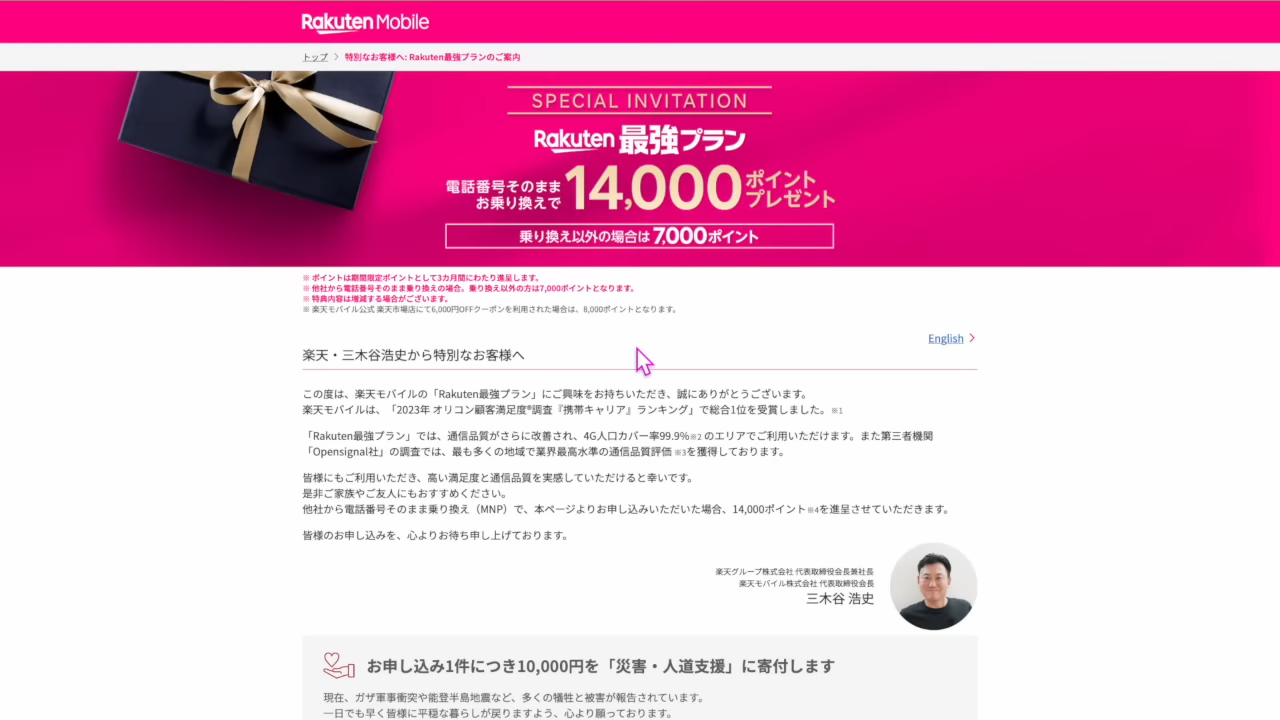 Rakuten Mobile
トップ > 特別なお客様へ: Rakuten最強プランのご案内
SPECIAL INVITATION
Rakuten 最強プラン
電話番号そのまま
お乗り換えで
14,000
ポイント
プレゼント
乗り換え以外の場合は7,000ポイント
※ ポイントは期間限定ポイントとして3カ月間にわたり進呈します。
※ 他社から電話番号そのまま乗り換えの場合。乗り換え以外の方は7,000ポイントとなります。
※ 特典内容は増減する場合がございます。
※ 楽天モバイル公式 楽天市場店にて6,000円OFFクーポンを利用された場合は、8,000ポイントとなります。
English
楽天・三木谷浩史から特別なお客様へ
この度は、楽天モバイルの「Rakuten最強プラン」にご興味をお持ちいただき、誠にありがとうございます。
楽天モバイルは、「2023年 オリコン顧客満足度®調査『携帯キャリア』ランキング」で総合1位を受賞しました。※1
「Rakuten最強プラン」では、通信品質がさらに改善され、4G人口カバー率99.9%※2 のエリアでご利用いただけます。また第三者機関
「Opensignal社」の調査では、最も多くの地域で業界最高水準の通信品質評価 ※3を獲得しております。
皆様にもご利用いただき、高い満足度と通信品質を実感していただけると幸いです。
是非ご家族やご友人にもおすすめください。
他社から電話番号そのまま乗り換え（MNP）で、本ページよりお申し込みいただいた場合、14,000ポイント※4を進呈させていただきます。
皆様のお申し込みを、心よりお待ち申し上げております。
楽天グループ株式会社 代表取締役会長兼社長
楽天モバイル株式会社 代表取締役会長
三木谷 浩史
お申し込み1件につき10,000円を「災害・人道支援」に寄付します
現在、ガザ軍事衝突や能登半島地震など、多くの犠牲と被害が報告されています。
一日でも早く皆様に平穏な暮らしが戻りますよう、心より願っております。